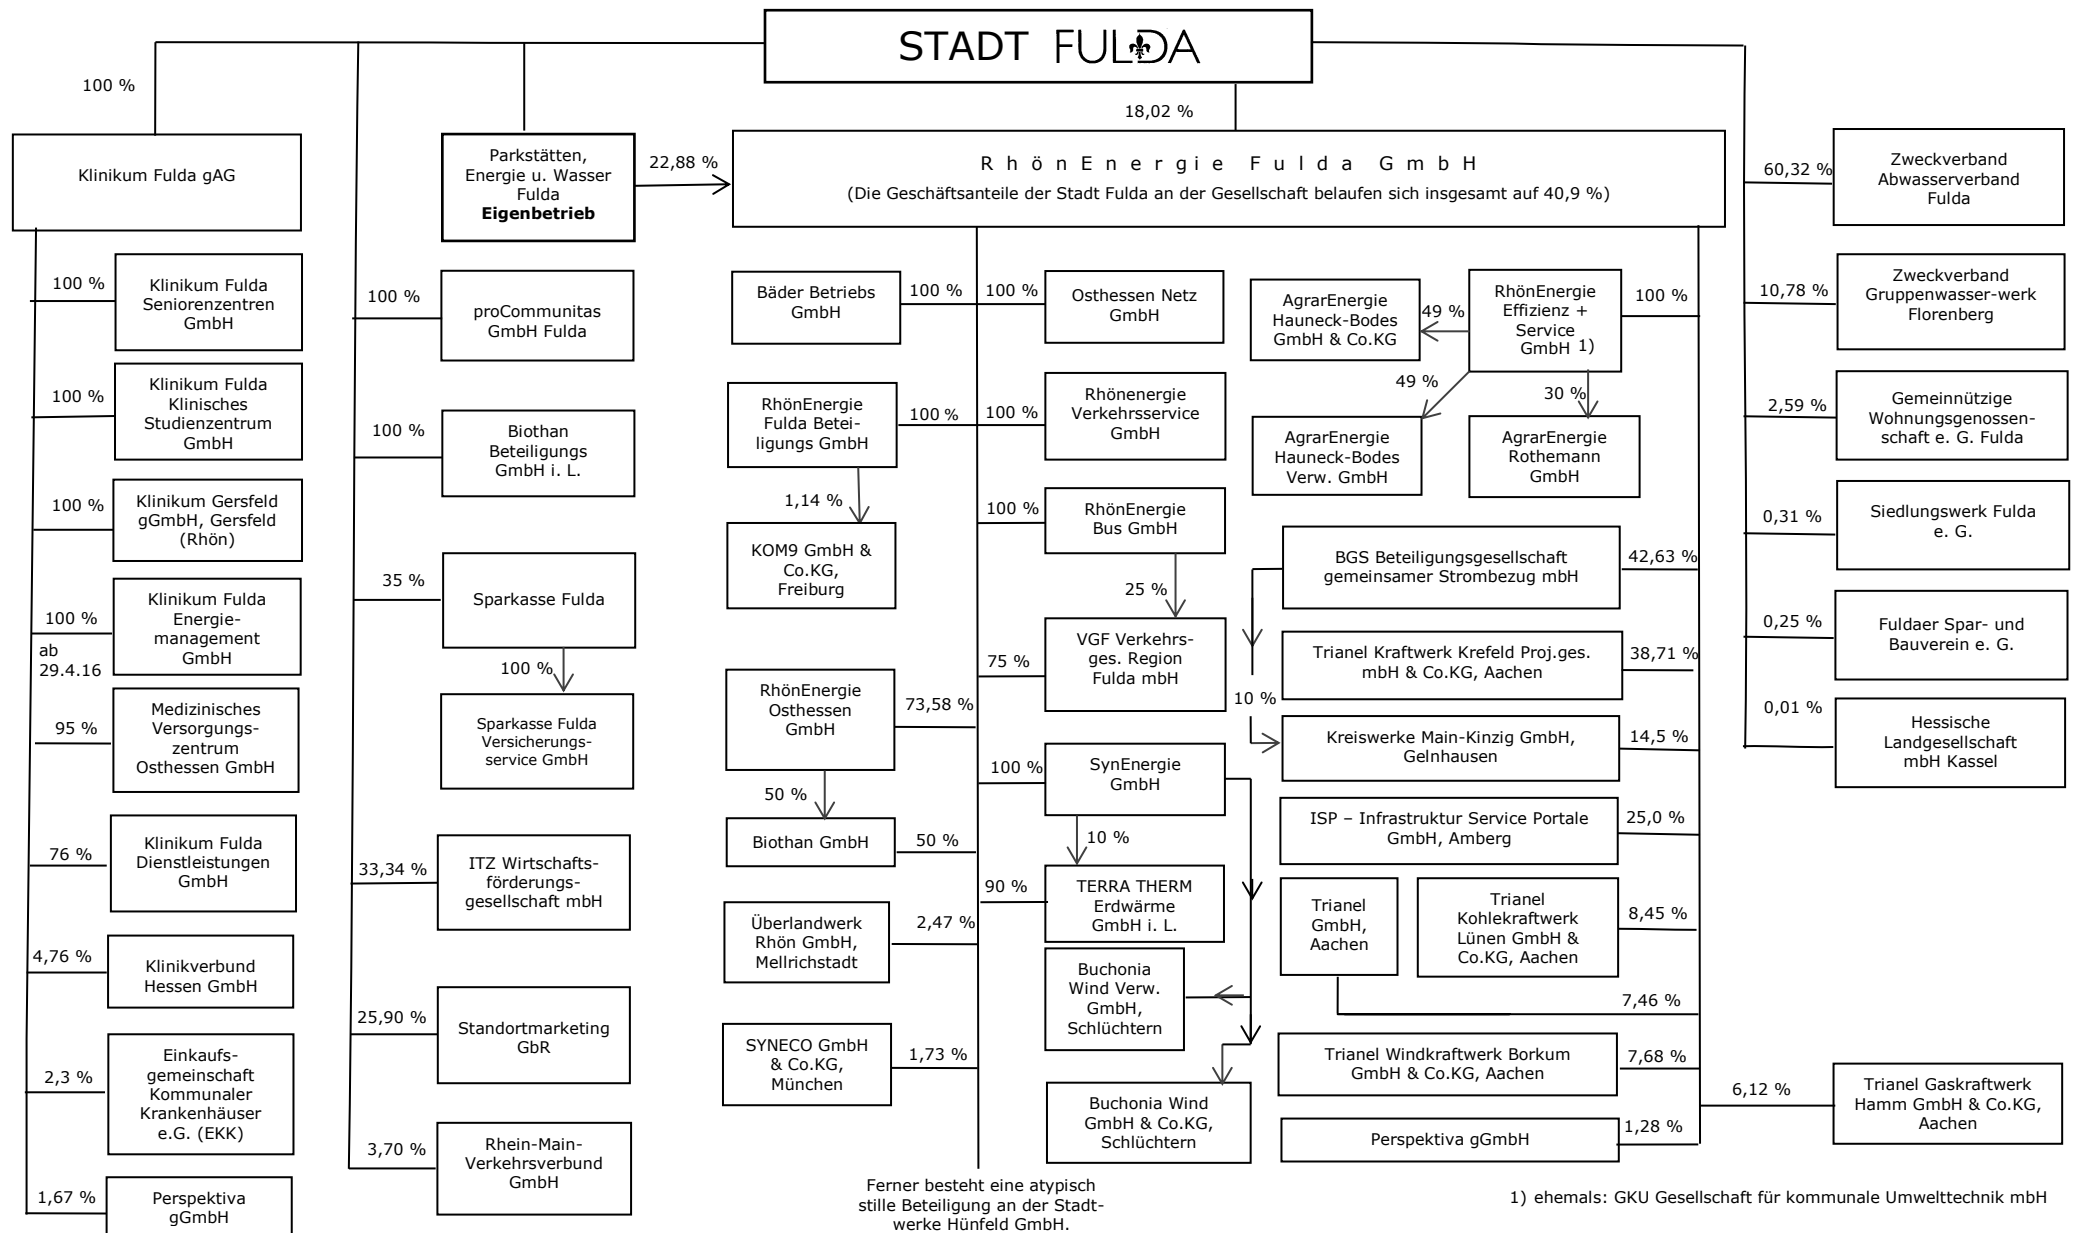 STADT FULDA
100 %
18,02 %
Klinikum Fulda gAG
Parkstätten,
Energie u. Wasser
Fulda
Eigenbetrieb
22,88 %
RhönEnergie Fulda GmbH
(Die Geschäftsanteile der Stadt Fulda an der Gesellschaft belaufen sich insgesamt auf 40,9 %)
100 %
Klinikum Fulda
Seniorenzentren
GmbH
100 %
Klinikum Fulda
Klinisches
Studienzentrum
GmbH
100 %
Klinikum Gersfeld
gGmbH, Gersfeld
(Rhön)
100 %
ab
29.4.16
Klinikum Fulda
Energie-
management
GmbH
95 %
Medizinisches
Versorgungs-
zentrum
Osthessen GmbH
76 %
Klinikum Fulda
Dienstleistungen
GmbH
4,76 %
Klinikverbund
Hessen GmbH
2,3 %
Einkaufs-
gemeinschaft
Kommunaler
Krankenhäuser
e.G. (EKK)
1,67 %
Perspektiva
gGmbH
100 %
proCommunitas
GmbH Fulda
100 %
Biothan
Beteiligungs
GmbH i. L.
35 %
Sparkasse Fulda
100 %
Sparkasse Fulda
Versicherungs-
service GmbH
33,34 %
ITZ Wirtschafts-
förderungs-
gesellschaft mbH
25,90 %
Standortmarketing
GbR
3,70 %
Rhein-Main-
Verkehrsverbund
GmbH
Bäder Betriebs
GmbH
100 %
RhönEnergie
Fulda Betei-
ligungs GmbH
100 %
1,14 %
KOM9 GmbH &
Co.KG,
Freiburg
RhönEnergie
Osthessen
GmbH
73,58 %
50 %
Biothan GmbH
50 %
Überlandwerk
Rhön GmbH,
Mellrichstadt
2,47 %
SYNECO GmbH
& Co.KG,
München
1,73 %
100 %
Osthessen Netz
GmbH
100 %
Rhönenergie
Verkehrsservice
GmbH
100 %
RhönEnergie
Bus GmbH
25 %
75 %
VGF Verkehrs-
ges. Region
Fulda mbH
100 %
SynEnergie
GmbH
10 %
90 %
TERRA THERM
Erdwärme
GmbH i. L.
Buchonia
Wind Verw.
GmbH,
Schlüchtern
Buchonia Wind
GmbH & Co.KG,
Schlüchtern
Ferner besteht eine atypisch
stille Beteiligung an der Stadt-
werke Hünfeld GmbH.
AgrarEnergie
Hauneck-Bodes
GmbH & Co.KG
49 %
RhönEnergie
Effizienz +
Service
GmbH 1)
100 %
49 %
30 %
AgrarEnergie
Hauneck-Bodes
Verw. GmbH
AgrarEnergie
Rothemann
GmbH
BGS Beteiligungsgesellschaft
gemeinsamer Strombezug mbH
42,63 %
Trianel Kraftwerk Krefeld Proj.ges.
mbH & Co.KG, Aachen
38,71 %
10 %
Kreiswerke Main-Kinzig GmbH,
Gelnhausen
14,5 %
ISP – Infrastruktur Service Portale
GmbH, Amberg
25,0 %
Trianel
GmbH,
Aachen
Trianel
Kohlekraftwerk
Lünen GmbH &
Co.KG, Aachen
8,45 %
7,46 %
Trianel Windkraftwerk Borkum
GmbH & Co.KG, Aachen
7,68 %
Perspektiva gGmbH
1,28 %
60,32 %
Zweckverband
Abwasserverband
Fulda
10,78 %
Zweckverband
Gruppenwasser-werk
Florenberg
2,59 %
Gemeinnützige
Wohnungsgenossen-
schaft e. G. Fulda
0,31 %
Siedlungswerk Fulda
e. G.
0,25 %
Fuldaer Spar- und
Bauverein e. G.
0,01 %
Hessische
Landgesellschaft
mbH Kassel
6,12 %
Trianel Gaskraftwerk
Hamm GmbH & Co.KG,
Aachen
1) ehemals: GKU Gesellschaft für kommunale Umwelttechnik mbH